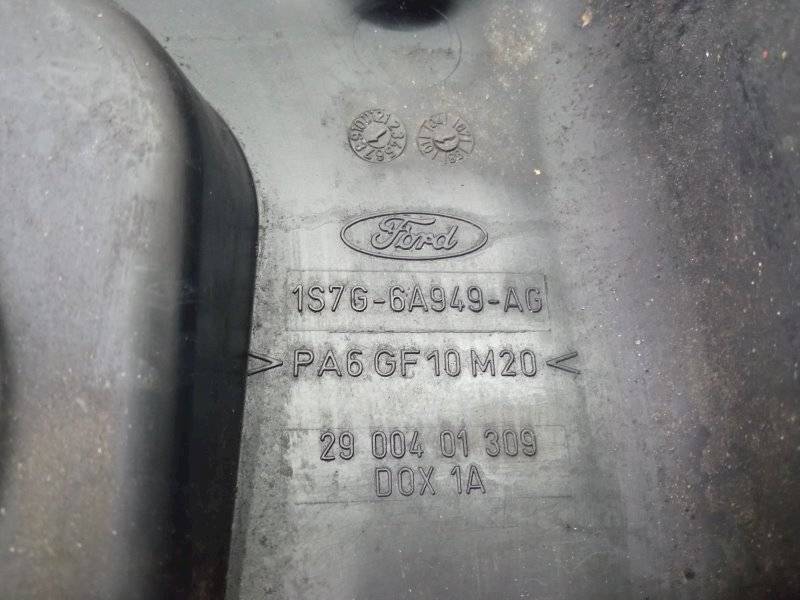 Ford
1S7G-6A949-AG
>PA6 GF10 M20<
29 004 01 309
DOX 1A